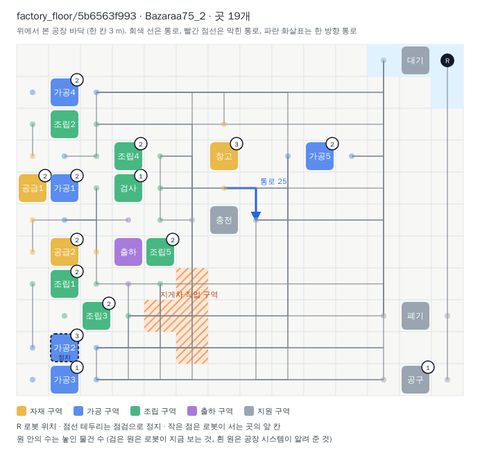 factory_floor/5b6563f993 · Bazaraa75_2 · 곳 19개
위에서 본 공장 바닥 (한 칸 3 m). 회색 선은 통로, 빨간 점선은 막힌 통로, 파란 화살표는 한 방향 통로
대기
R
가공4
2
조립2
2
조립4
2
창고
3
가공5
2
공급1
2
가공1
2
검사
1
통로 25
충전
공급2
2
출하
조립5
2
조립1
2
지게차 작업 구역
조립3
2
폐기
가공2
3
정지
가공3
1
공구
1
자재 구역
가공 구역
조립 구역
출하 구역
지원 구역
R 로봇 위치 · 점선 테두리는 점검으로 정지 · 작은 점은 로봇이 서는 곳의 앞 칸
원 안의 수는 놓인 물건 수 (검은 원은 로봇이 지금 보는 것, 흰 원은 공장 시스템이 알려 준 것)